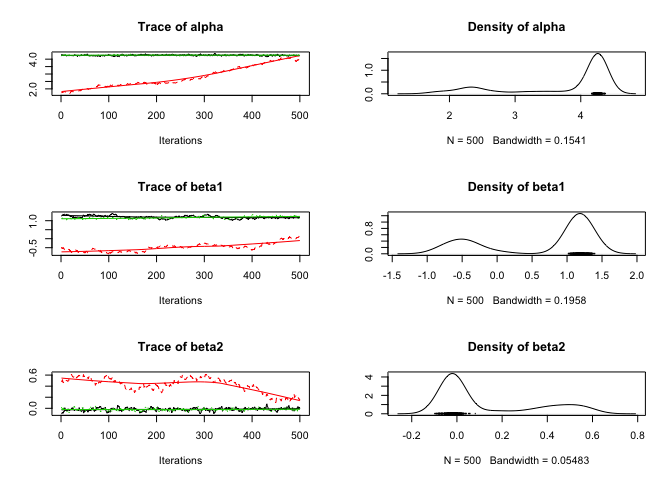 Trace of alpha
4.0
2.0
0 100 200 300 400 500
Iterations
Density of alpha
1.0
0.0
2 3 4
N = 500 Bandwidth = 0.1541
Trace of beta1
1.0
-0.5
0 100 200 300 400 500
Iterations
Density of beta1
0.8
0.0
-1.5 -1.0 -0.5 0.0 0.5 1.0 1.5 2.0
N = 500 Bandwidth = 0.1958
Trace of beta2
0.6
0.0
0 100 200 300 400 500
Iterations
Density of beta2
4
2
0
-0.2 0.0 0.2 0.4 0.6 0.8
N = 500 Bandwidth = 0.05483